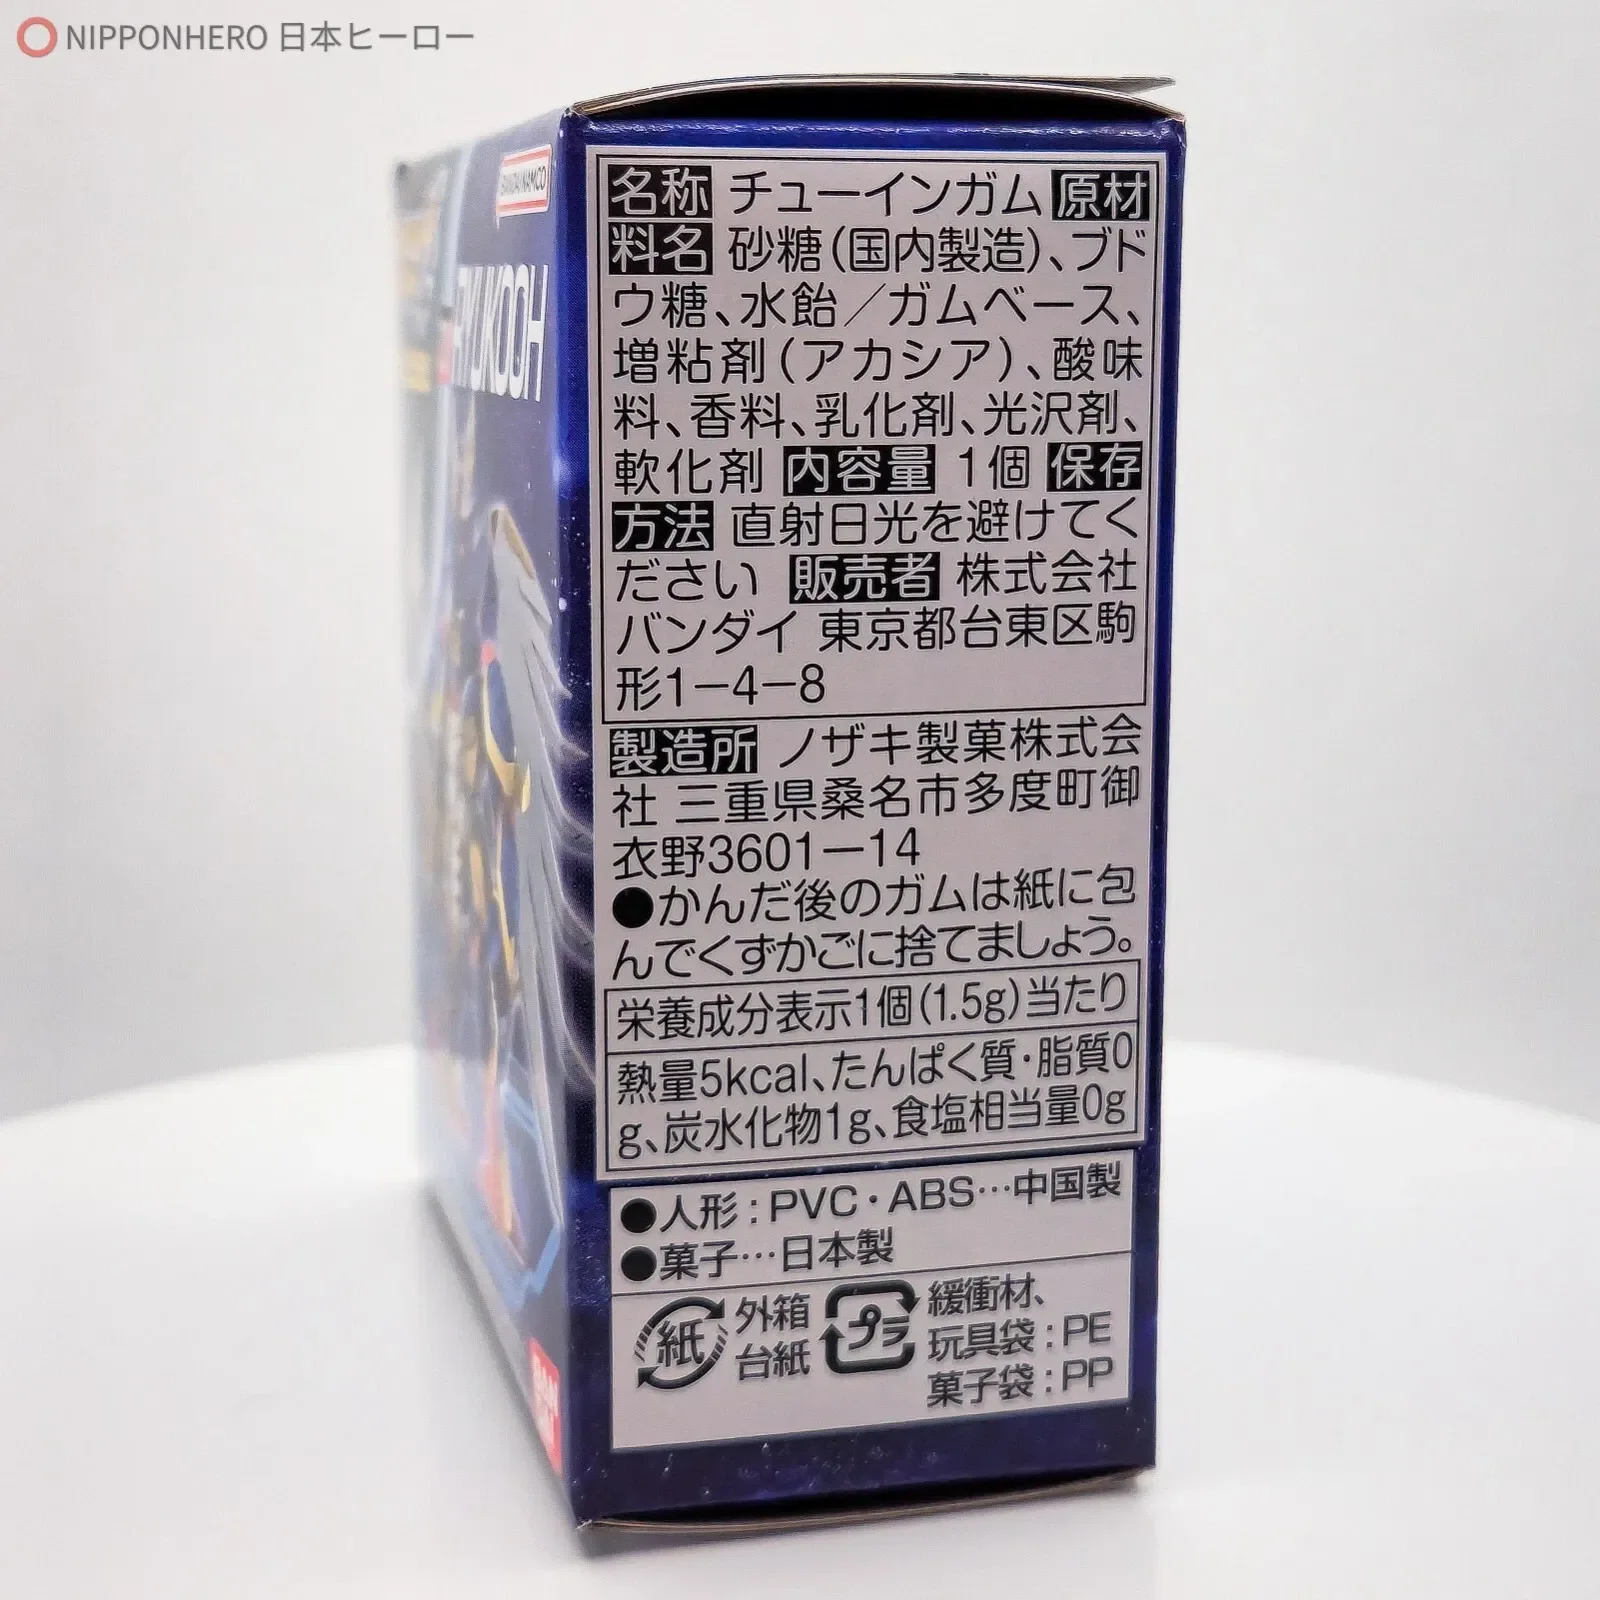 NIPPONHERO 日本ヒーロー
BANDAI NAMCO
RYUKOOH
名称 チューインガム 原材
料名 砂糖(国内製造)、ブド
ウ糖、水飴/ガムベース、
増粘剤(アカシア)、酸味
料、香料、乳化剤、光沢剤、
軟化剤 内容量 1個 保存
方法 直射日光を避けてく
ださい 販売者 株式会社
バンダイ 東京都台東区駒
形1-4-8
製造所 ノザキ製菓株式会
社 三重県桑名市多度町御
衣野3601-14
●かんだ後のガムは紙に包
んでくずかごに捨てましょう。
栄養成分表示1個(1.5g)当たり
熱量5kcal、たんぱく質・脂質0
g、炭水化物1g、食塩相当量0g
●人形:PVC・ABS…中国製
●菓子…日本製
紙 外箱
台紙
プラ 緩衝材、
玩具袋:PE
菓子袋:PP